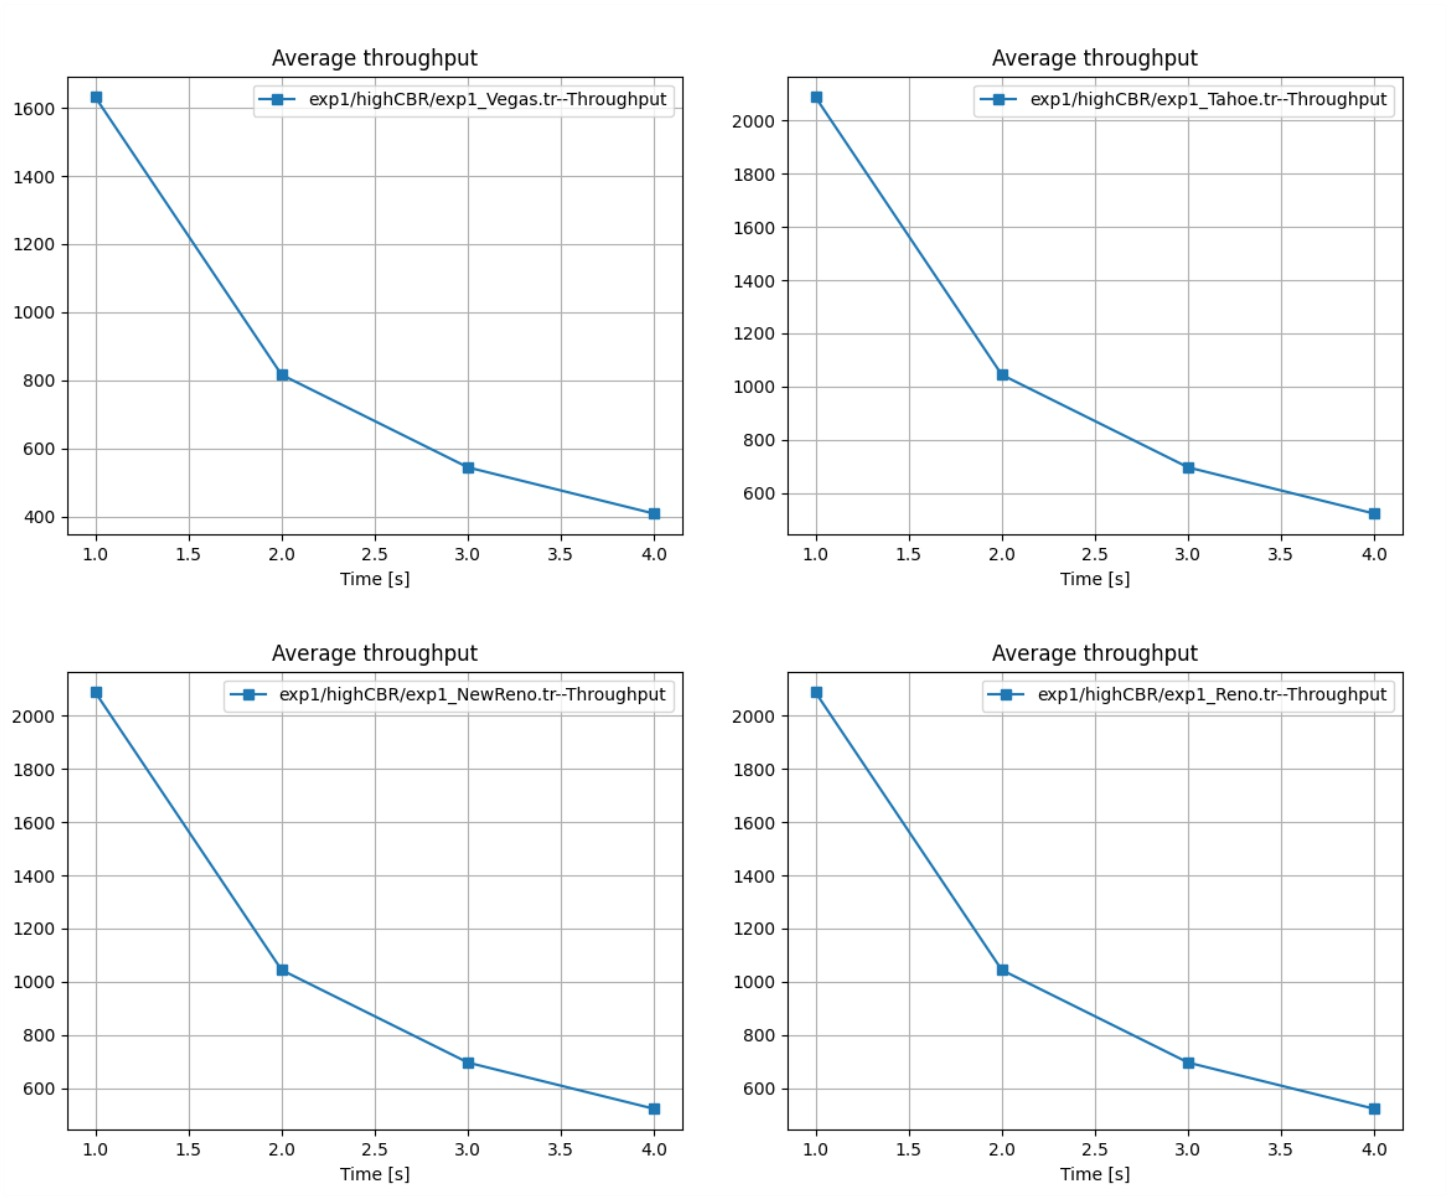 Average throughput
exp1/highCBR/exp1_Vegas.tr--Throughput
1600
1400
1200
1000
800
600
400
1.0 1.5 2.0 2.5 3.0 3.5 4.0
Time [s]
Average throughput
exp1/highCBR/exp1_Tahoe.tr--Throughput
2000
1800
1600
1400
1200
1000
800
600
1.0 1.5 2.0 2.5 3.0 3.5 4.0
Time [s]
Average throughput
exp1/highCBR/exp1_NewReno.tr--Throughput
2000
1800
1600
1400
1200
1000
800
600
1.0 1.5 2.0 2.5 3.0 3.5 4.0
Time [s]
Average throughput
exp1/highCBR/exp1_Reno.tr--Throughput
2000
1800
1600
1400
1200
1000
800
600
1.0 1.5 2.0 2.5 3.0 3.5 4.0
Time [s]